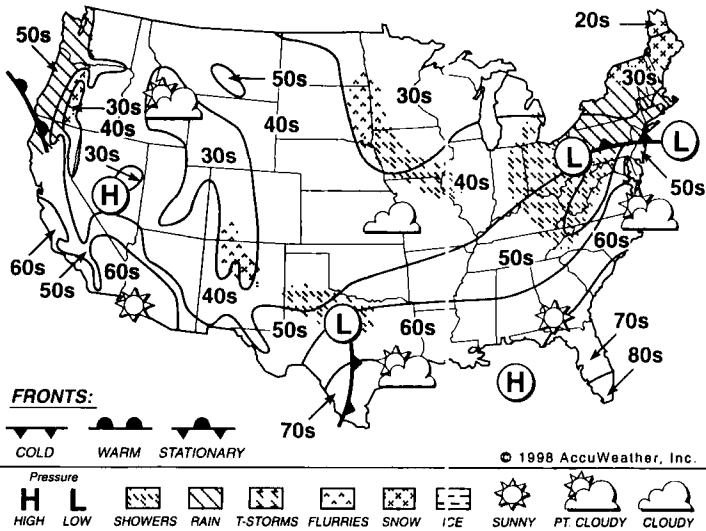 20s
50s
50s
30s
30s
30s
40s
40s
L
L
30s
30s
40s
50s
H
60s
50s
60s
50s
60s
40s
50s
L
60s
70s
80s
H
70s
FRONTS:
COLD WARM STATIONARY
© 1998 AccuWeather, Inc.
Pressure
H L
HIGH LOW SHOWERS RAIN T-STORMS FLURRIES SNOW ICE SUNNY PT. CLOUDY CLOUDY